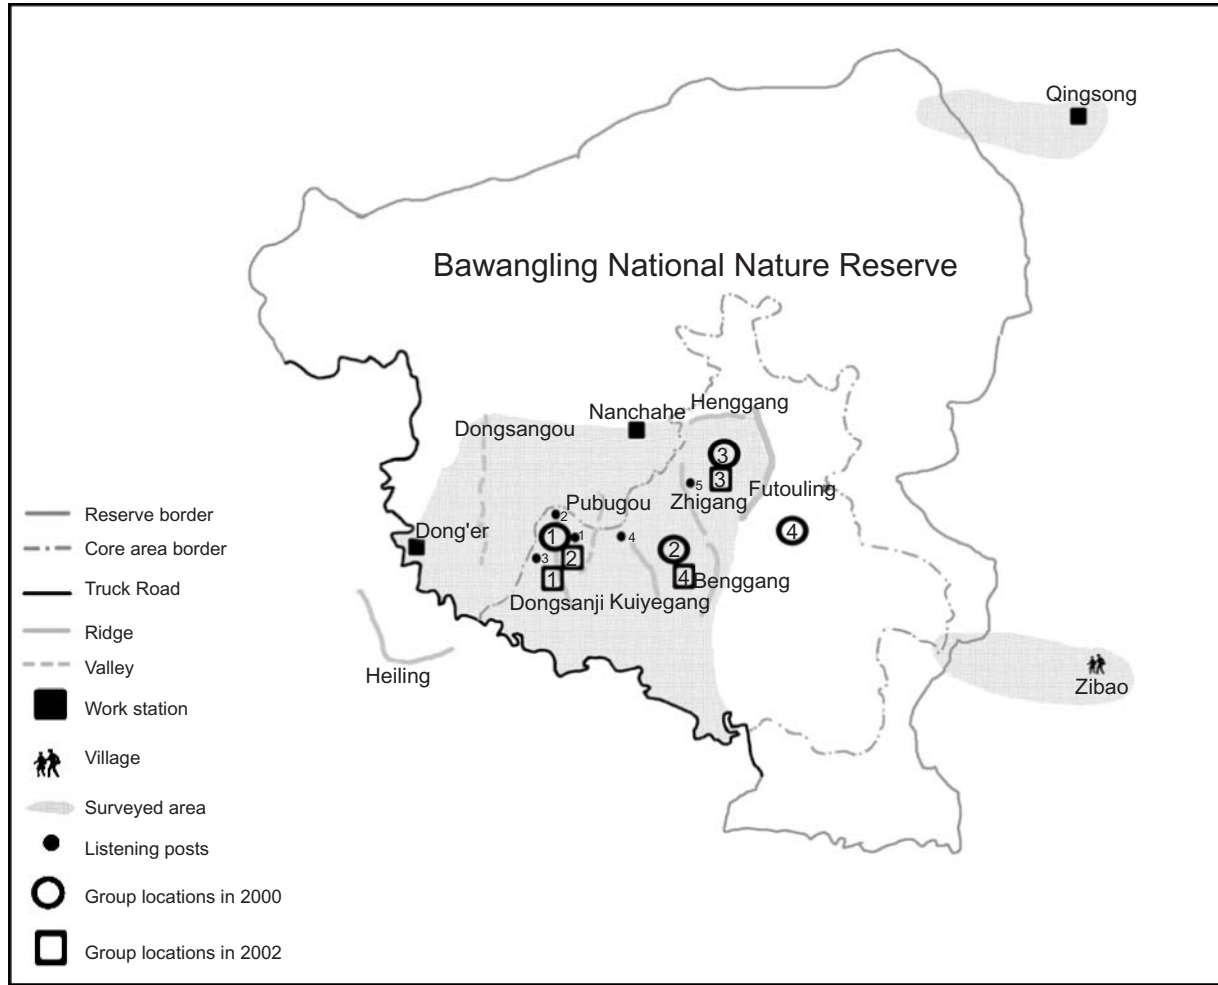 Qingsong
Bawangling National Nature Reserve
Nanchahe
Henggang
Dongsangou
3
3
5
Zhigang
Futouling
Pubugou
2
4
Dong'er
1
1
4
2
3
2
1
4
Benggang
Dongsanji
Kuiyegang
Heiling
Zibao
Reserve border
Core area border
Truck Road
Ridge
Valley
Work station
Village
Surveyed area
Listening posts
Group locations in 2000
Group locations in 2002